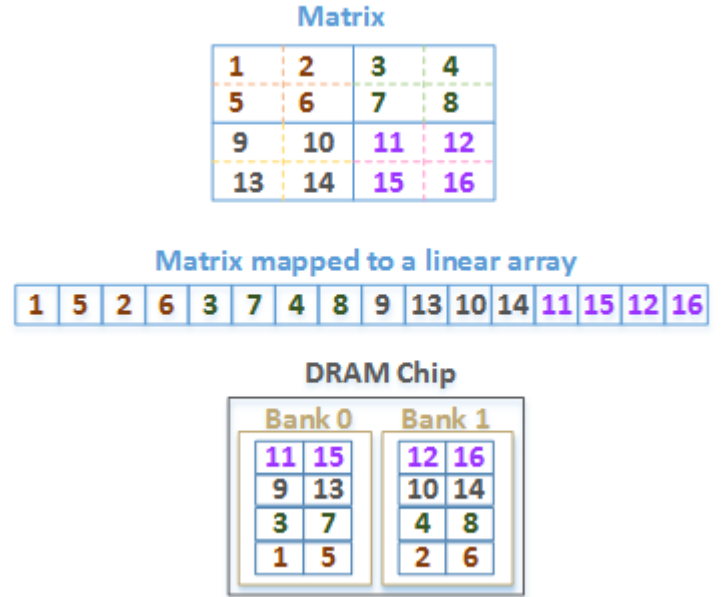 Matrix
1 2 3 4
5 6 7 8
9 10 11 12
13 14 15 16
Matrix mapped to a linear array
1 5 2 6 3 7 4 8 9 13 10 14 11 15 12 16
DRAM Chip
Bank 0 Bank 1
11 15 12 16
9 13 10 14
3 7 4 8
1 5 2 6